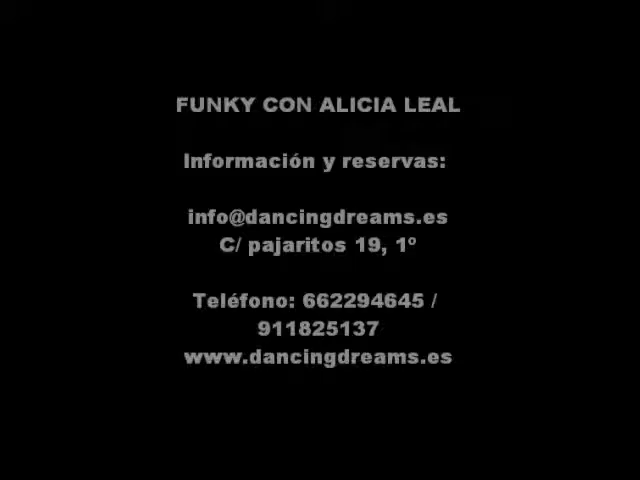 FUNKY CON ALICIA LEAL
Información y reservas:
info@dancingdreams.es
C/ pajaritos 19, 1º
Teléfono: 662294645 /
911825137
www.dancingdreams.es